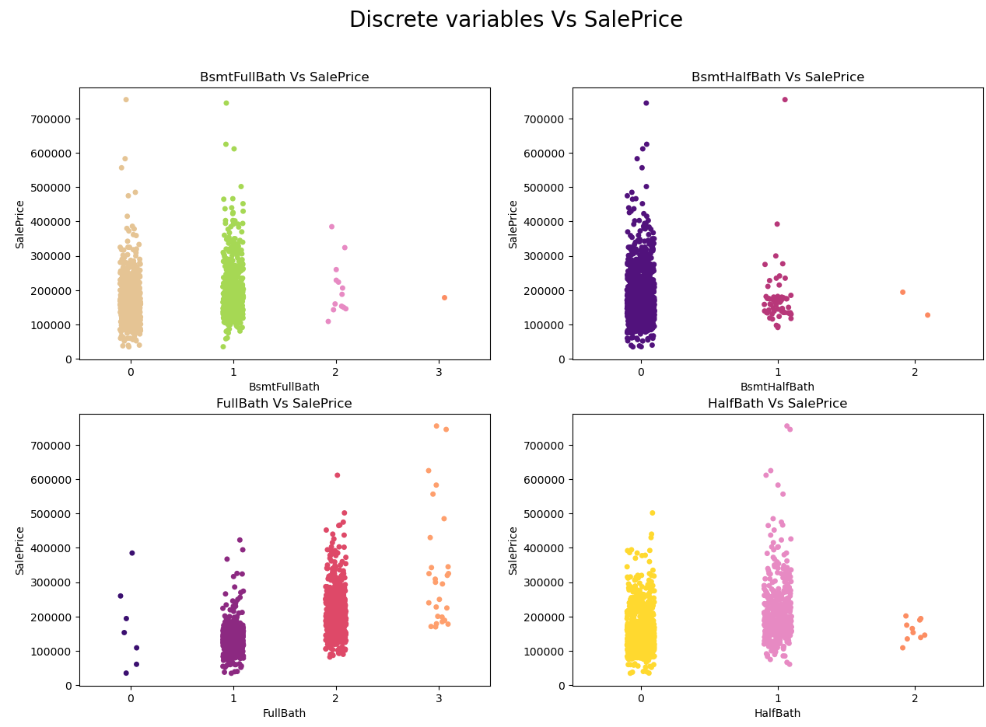 Discrete variables Vs SalePrice
BsmtFullBath Vs SalePrice
SalePrice
700000
600000
500000
400000
300000
200000
100000
0
0 1 2 3
BsmtFullBath
BsmtHalfBath Vs SalePrice
SalePrice
700000
600000
500000
400000
300000
200000
100000
0
0 1 2
BsmtHalfBath
FullBath Vs SalePrice
SalePrice
700000
600000
500000
400000
300000
200000
100000
0
0 1 2 3
FullBath
HalfBath Vs SalePrice
SalePrice
700000
600000
500000
400000
300000
200000
100000
0
0 1 2
HalfBath